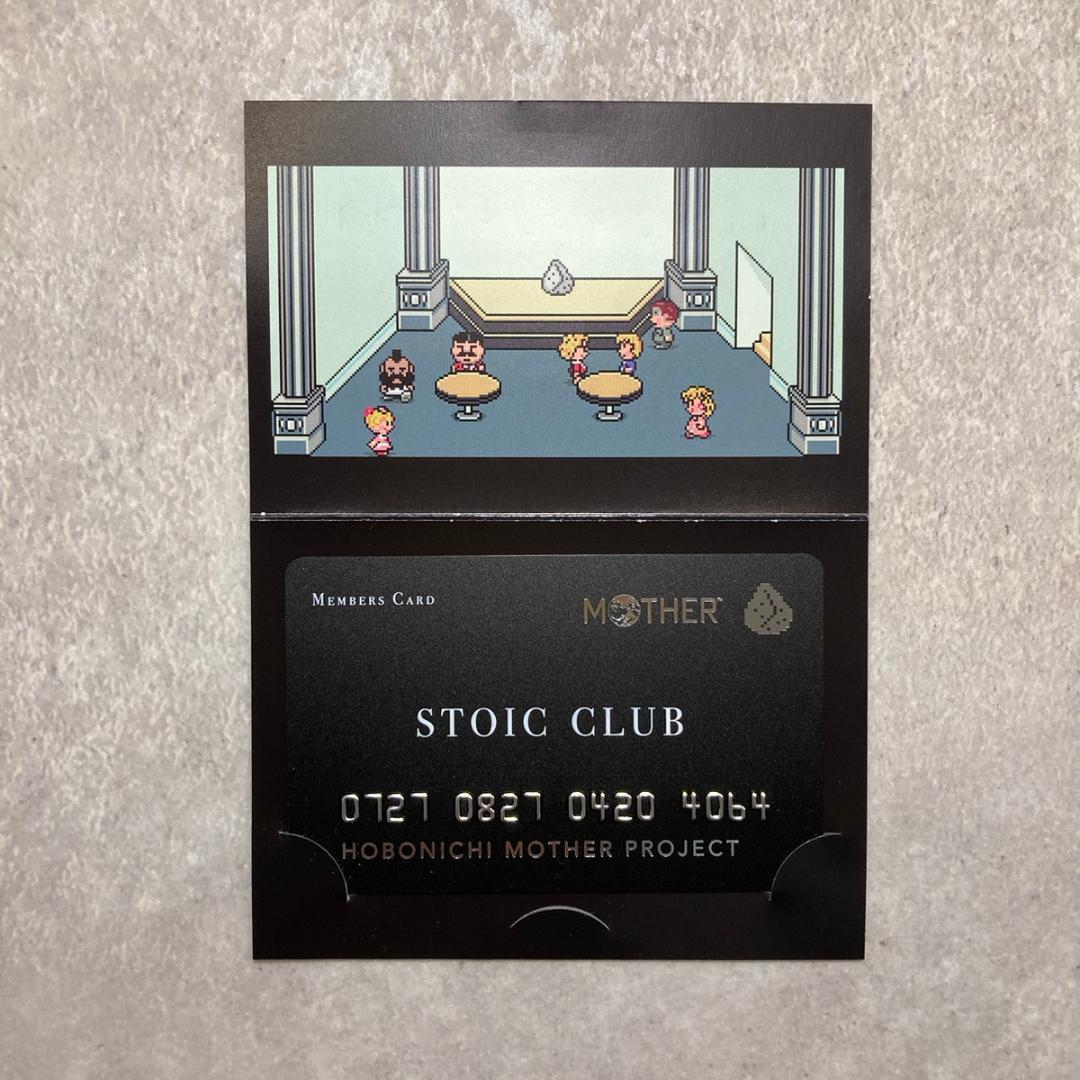 MEMBERS CARD
MOTHER
STOIC CLUB
0727 0827 0420 4064
HOBONICHI MOTHER PROJECT